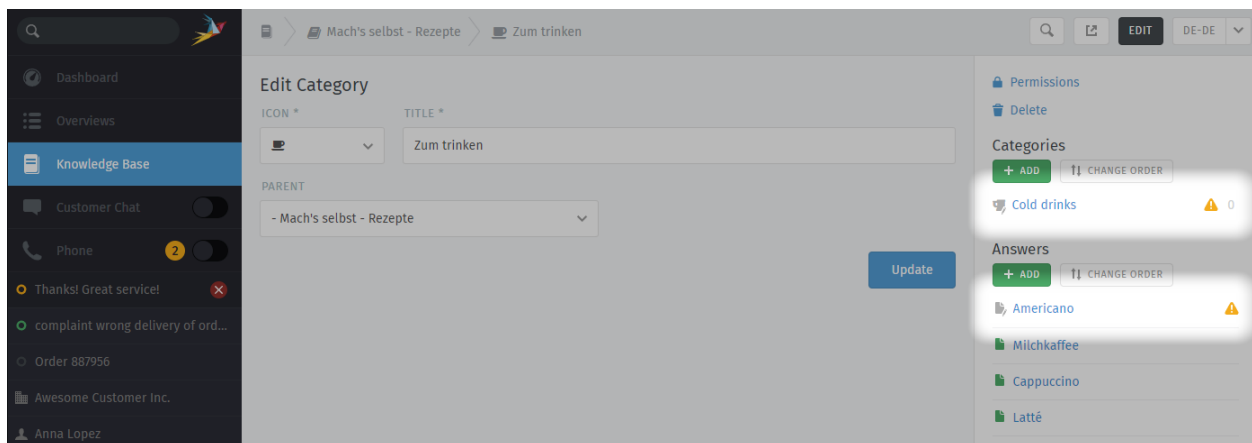 Mach's selbst - Rezepte
Zum trinken
EDIT
DE-DE
Dashboard
Overviews
Knowledge Base
Customer Chat
Phone
2
Thanks! Great service!
complaint wrong delivery of ord...
Order 887956
Awesome Customer Inc.
Anna Lopez
Edit Category
ICON *
TITLE *
Zum trinken
PARENT
- Mach's selbst - Rezepte
Update
Permissions
Delete
Categories
+ ADD
CHANGE ORDER
Cold drinks
0
Answers
+ ADD
CHANGE ORDER
Americano
Milchkaffee
Cappuccino
Latté